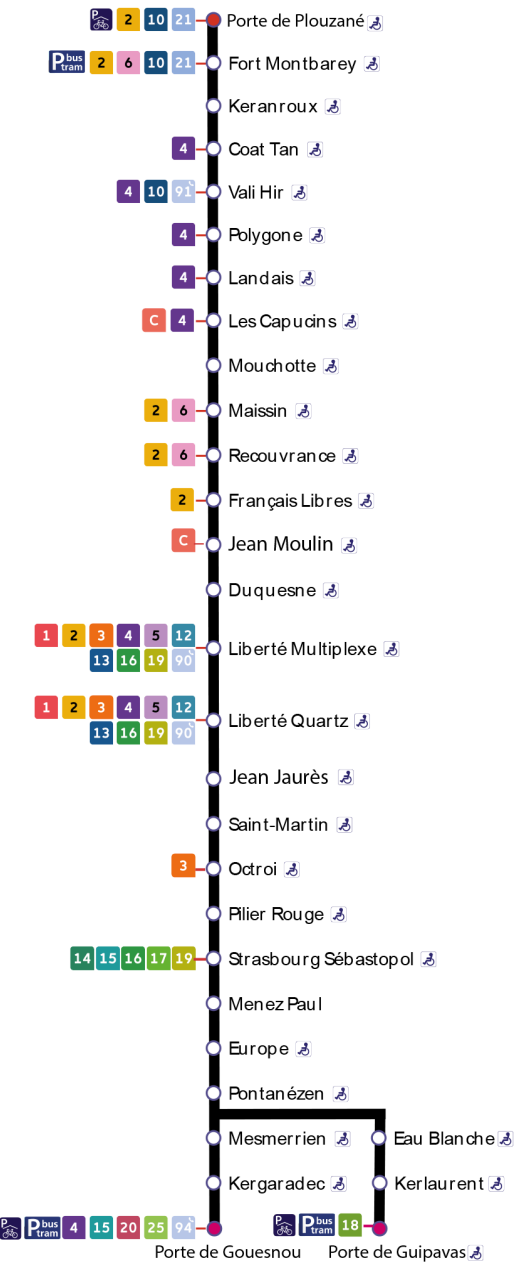 P 2 10 21 Porte de Plouzané
P bus tram 2 6 10 21 Fort Montbarey
Keranroux
4 Coat Tan
4 10 91 Vali Hir
4 Polygone
4 Landais
C 4 Les Capucins
Mouchotte
2 6 Maissin
2 6 Recouvrance
2 Français Libres
C Jean Moulin
Duquesne
1 2 3 4 5 12
13 16 19 90
Liberté Multiplexe
1 2 3 4 5 12
13 16 19 90
Liberté Quartz
Jean Jaurès
Saint-Martin
3 Octroi
Pilier Rouge
14 15 16 17 19 Strasbourg Sébastopol
Menez Paul
Europe
Pontanézen
Mesmerrien Eau Blanche
Kergaradec Kerlaurent
P P bus tram 4 15 20 25 94 P P bus tram 18
Porte de Gouesnou Porte de Guipavas